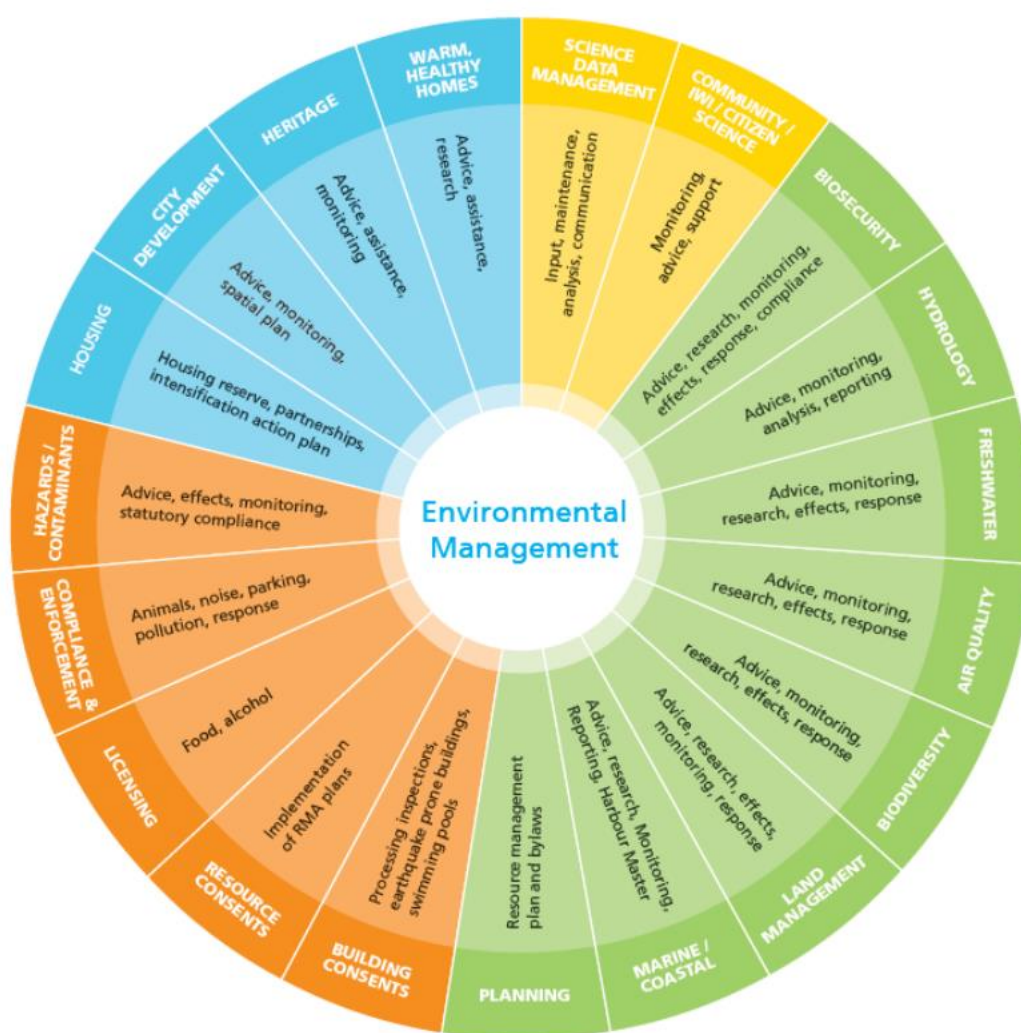 Environmental
Management
SCIENCE
DATA
MANAGEMENT
Input, maintenance,
analysis, communication
COMMUNITY /
IWI / CITIZEN
SCIENCE
Monitoring,
advice, support
BIOSECURITY
Advice, research, monitoring,
effects, response, compliance
HYDROLOGY
Advice, monitoring,
analysis, reporting
FRESHWATER
Advice, monitoring,
research, effects, response
AIR QUALITY
Advice, monitoring,
research, effects, response
BIODIVERSITY
Advice, monitoring,
research, effects, response
LAND
MANAGEMENT
Advice, research, effects,
monitoring, response
MARINE /
COASTAL
Advice, research, Monitoring,
Reporting, Harbour Master
PLANNING
Resource management
plan and bylaws
BUILDING
CONSENTS
Processing inspections,
earthquake prone buildings,
swimming pools
RESOURCE
CONSENTS
Implementation
of RMA plans
LICENSING
Food, alcohol
COMPLIANCE &
ENFORCEMENT
Animals, noise, parking,
pollution, response
HAZARDS /
CONTAMINANTS
Advice, effects, monitoring,
statutory compliance
HOUSING
Housing reserve, partnerships,
intensification action plan
CITY
DEVELOPMENT
Advice, monitoring,
spatial plan
HERITAGE
Advice, assistance,
monitoring
WARM,
HEALTHY
HOMES
Advice, assistance,
research